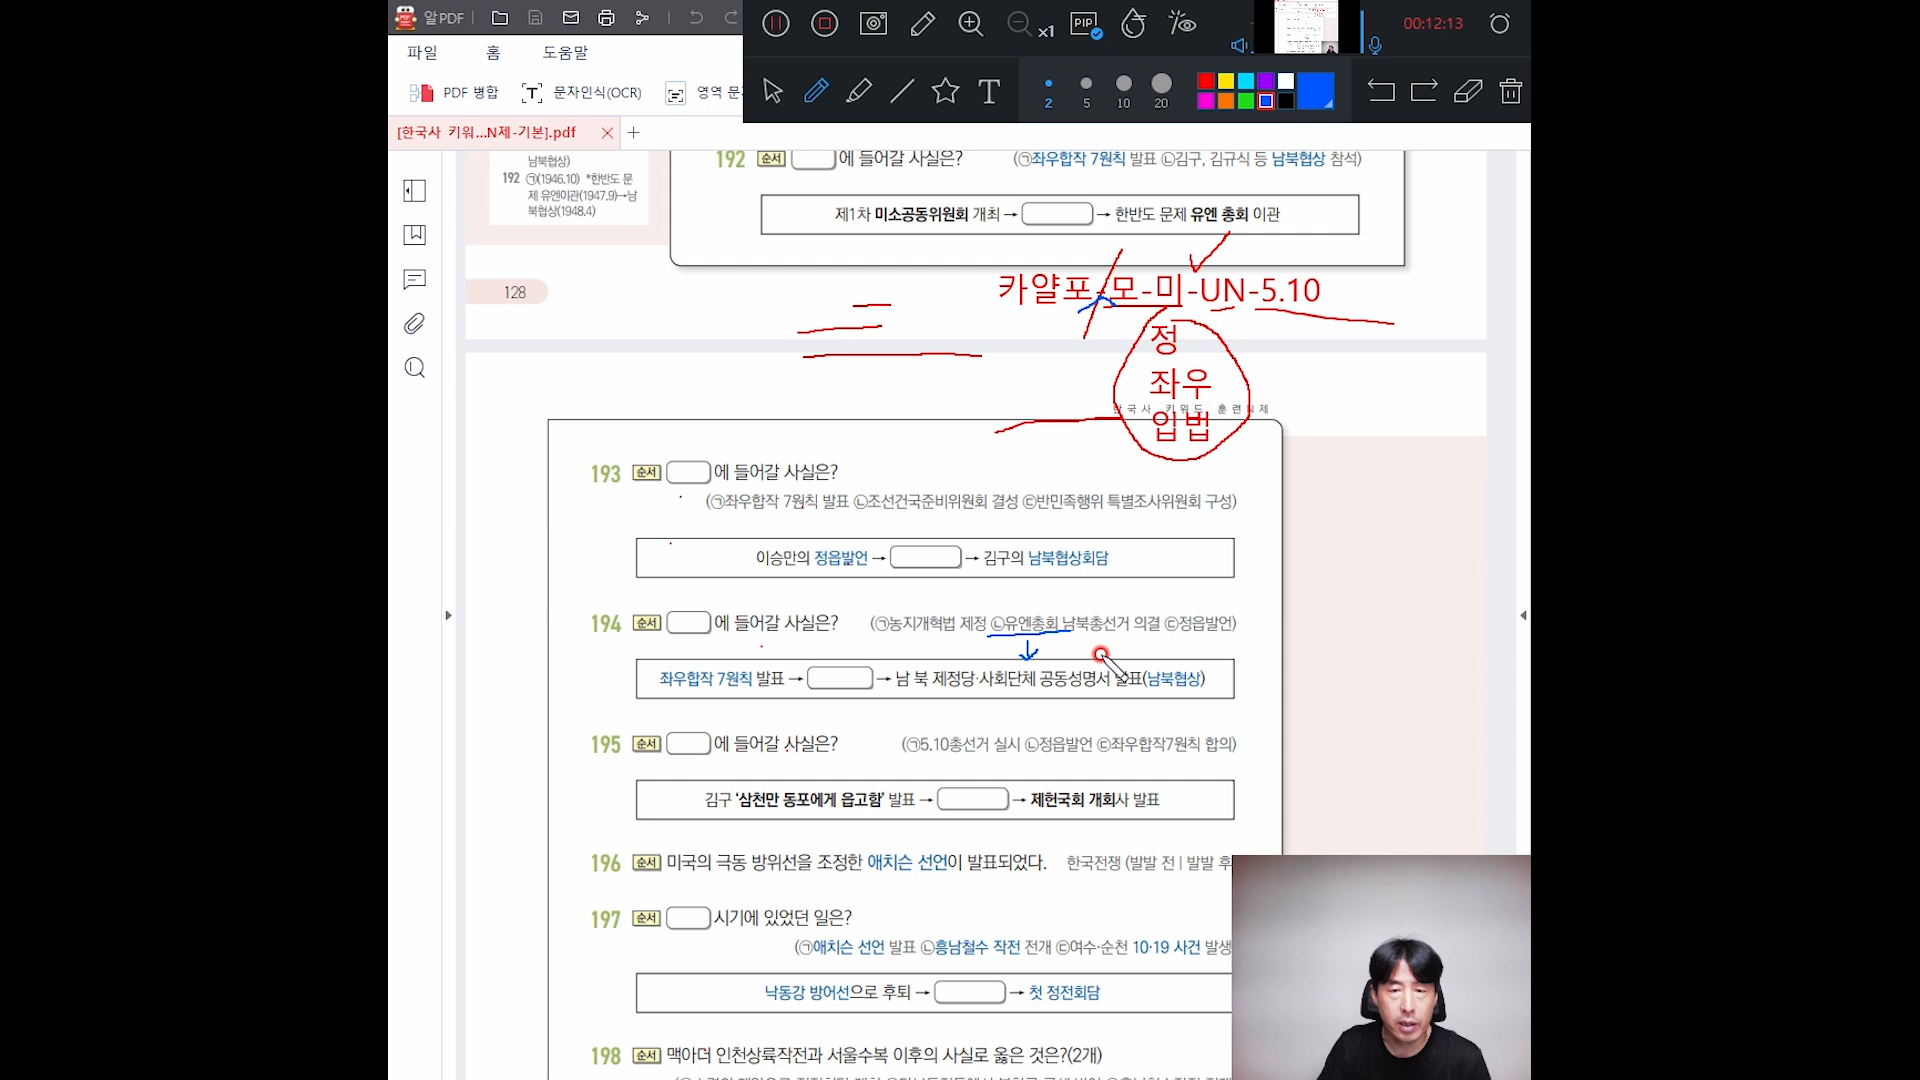 알PDF
x1
PIP
00:12:13
파일 홈 도움말
PDF 병합 문자인식(OCR) 영역 문
T
2 5 10 20
[한국사 키워...N제-기본].pdf
남북협상)
192 ㉠(1946.10) *한반도 문
제 유엔이관(1947.9)→남
북협상(1948.4)
192 순서 에 들어갈 사실은? (㉠좌우합작 7원칙 발표 ㉡김구, 김규식 등 남북협상 참석)
제1차 미소공동위원회 개최 → → 한반도 문제 유엔 총회 이관
128
카얄포-모-미-UN-5.10
정
좌우
입법
한국사 키워드 훈련N제
193 순서 에 들어갈 사실은?
(㉠좌우합작 7원칙 발표 ㉡조선건국준비위원회 결성 ㉢반민족행위 특별조사위원회 구성)
이승만의 정읍발언 → → 김구의 남북협상회담
194 순서 에 들어갈 사실은? (㉠농지개혁법 제정 ㉡유엔총회 남북총선거 의결 ㉢정읍발언)
좌우합작 7원칙 발표 → → 남 북 제정당·사회단체 공동성명서 발표(남북협상)
195 순서 에 들어갈 사실은? (㉠5.10총선거 실시 ㉡정읍발언 ㉢좌우합작7원칙 합의)
김구 ‘삼천만 동포에게 읍고함’ 발표 → → 제헌국회 개회사 발표
196 순서 미국의 극동 방위선을 조정한 애치슨 선언이 발표되었다. 한국전쟁 (발발 전 | 발발 후
197 순서 시기에 있었던 일은?
(㉠애치슨 선언 발표 ㉡흥남철수 작전 전개 ㉢여수·순천 10·19 사건 발생
낙동강 방어선으로 후퇴 → → 첫 정전회담
198 순서 맥아더 인천상륙작전과 서울수복 이후의 사실로 옳은 것은?(2개)